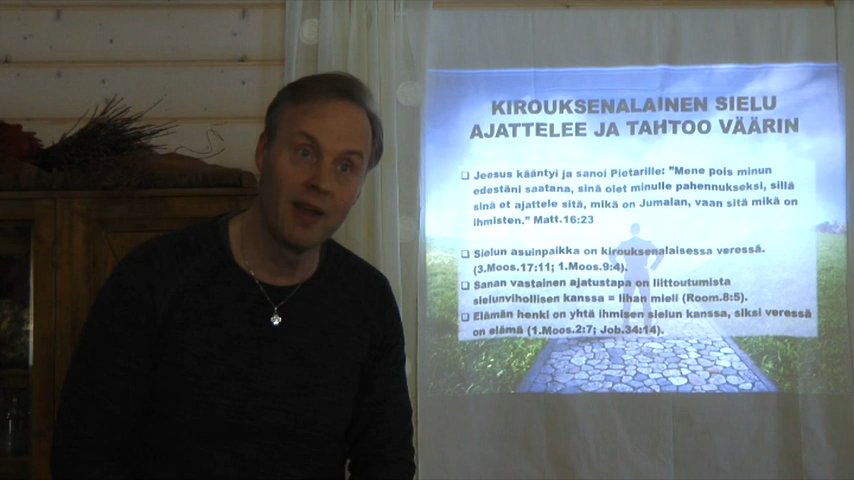 KIROUKSENALAINEN SIELU
AJATTELEE JA TAHTOO VÄÄRIN
❑ Jeesus kääntyi ja sanoi Pietarille: "Mene pois minun
edestäni saatana, sinä olet minulle pahennukseksi, sillä
sinä et ajattele sitä, mikä on Jumalan, vaan sitä mikä on
ihmisten." Matt.16:23
❑ Sielun asuinpaikka on kirouksenalaisessa veressä.
(3.Moos.17:11; 1.Moos.9:4).
❑ Sanan vastainen ajatustapa on liittoutumista
sielunvihollisen kanssa = lihan mieli (Room.8:5).
❑ Elämän henki on yhtä ihmisen sielun kanssa, siksi veressä
on elämä (1.Moos.2:7; Job.34:14).